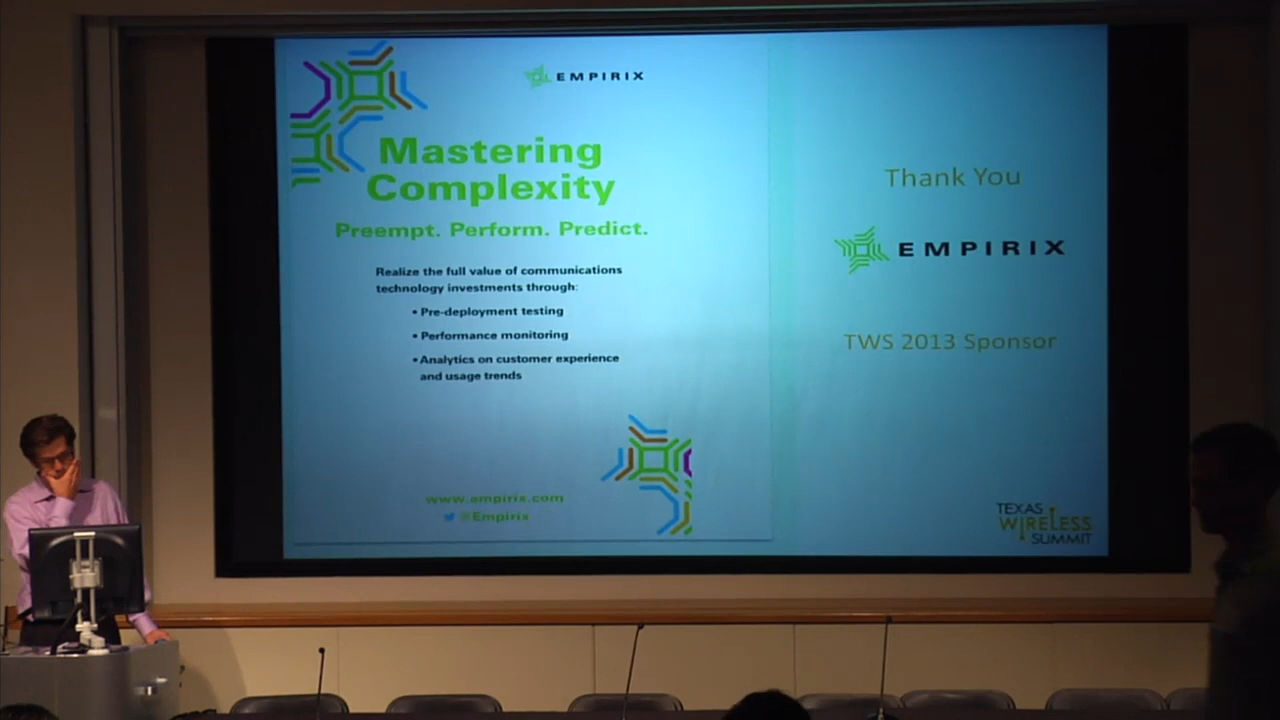 EMPIRIX
Mastering
Complexity
Preempt. Perform. Predict.
Realize the full value of communications
technology investments through:
• Pre-deployment testing
• Performance monitoring
• Analytics on customer experience
and usage trends
www.empirix.com
@Empirix
Thank You
EMPIRIX
TWS 2013 Sponsor
TEXAS
WIRELESS
SUMMIT